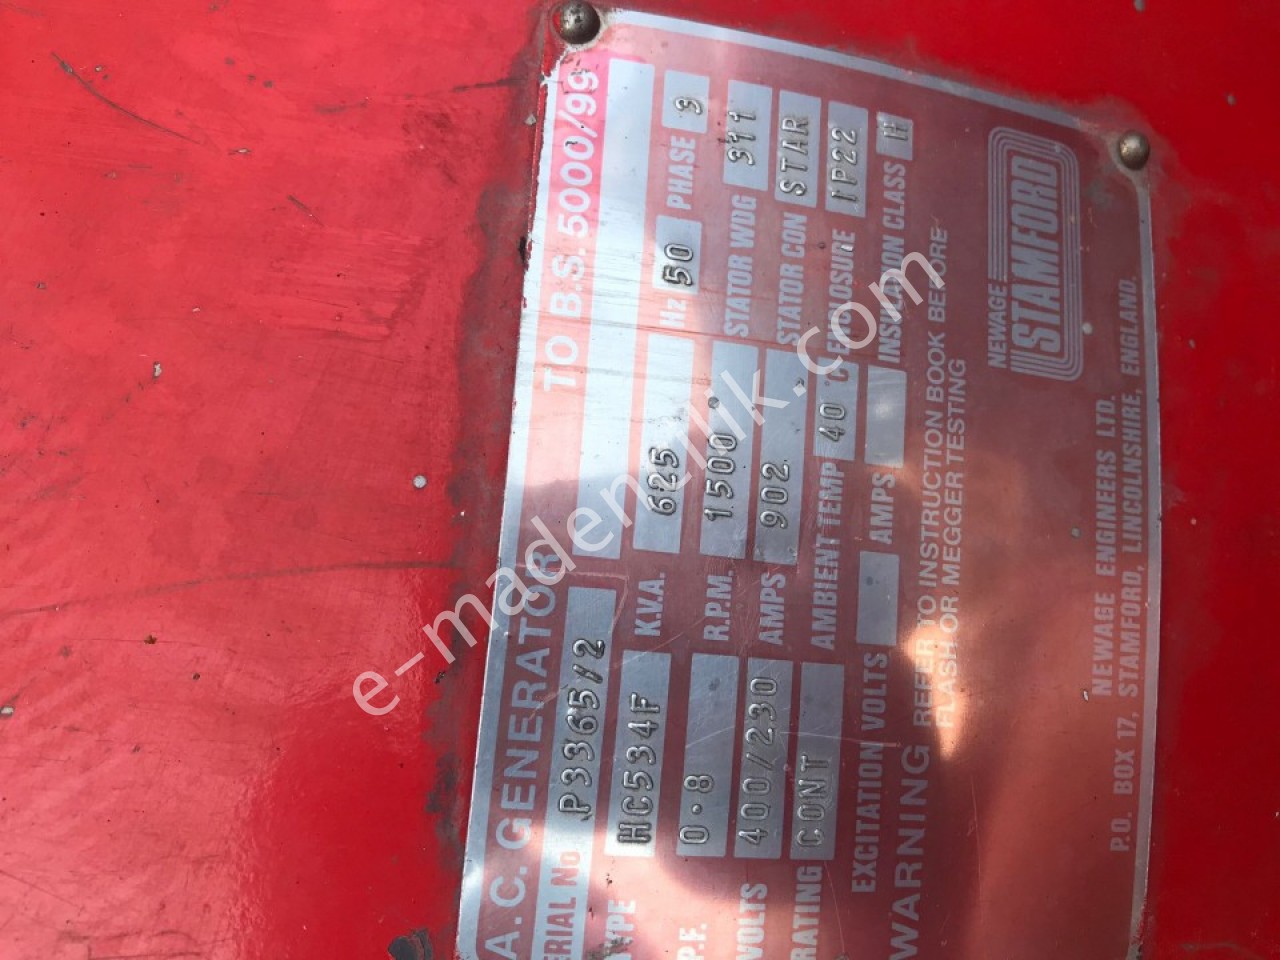 A.C. GENERATOR TO B.S. 5000/99
ERIAL No P3365/2
TYPE HC534F K.V.A. 625 Hz 50 PHASE 3
P.F. 0.8 R.P.M. 1500 STATOR WDG 311
VOLTS 400/230 AMPS 902 STATOR CON STAR
RATING CONT AMBIENT TEMP 40 C ENCLOSURE IP22
EXCITATION VOLTS AMPS INSULATION CLASS H
WARNING REFER TO INSTRUCTION BOOK BEFORE
FLASH OR MEGGER TESTING
NEWAGE
STAMFORD
NEWAGE ENGINEERS LTD.
P.O. BOX 17, STAMFORD, LINCOLNSHIRE, ENGLAND.
e-madencilik.com